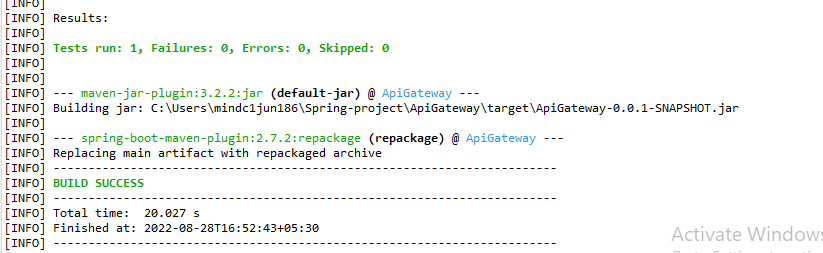 [INFO]
[INFO] Results:
[INFO]
[INFO] Tests run: 1, Failures: 0, Errors: 0, Skipped: 0
[INFO]
[INFO]
[INFO] --- maven-jar-plugin:3.2.2:jar (default-jar) @ ApiGateway ---
[INFO] Building jar: C:\Users\mindc1jun186\Spring-project\ApiGateway\target\ApiGateway-0.0.1-SNAPSHOT.jar
[INFO]
[INFO] --- spring-boot-maven-plugin:2.7.2:repackage (repackage) @ ApiGateway ---
[INFO] Replacing main artifact with repackaged archive
[INFO] ------------------------------------------------------------------------
[INFO] BUILD SUCCESS
[INFO] ------------------------------------------------------------------------
[INFO] Total time:  20.027 s
[INFO] Finished at: 2022-08-28T16:52:43+05:30
[INFO] ------------------------------------------------------------------------
Activate Windows